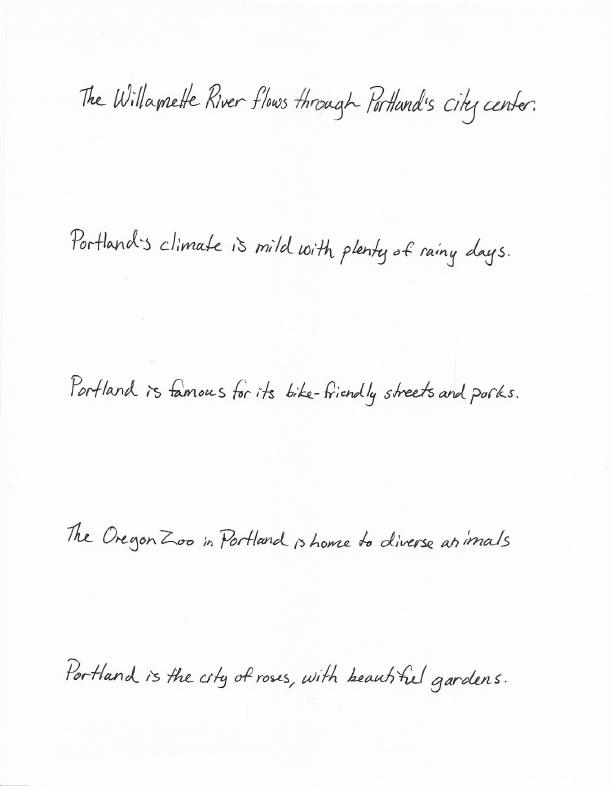 The Willamette River flows through Portland's city center.
Portland's climate is mild with plenty of rainy days.
Portland is famous for its bike-friendly streets and parks.
The Oregon Zoo in Portland is home to diverse animals
Portland is the city of roses, with beautiful gardens.